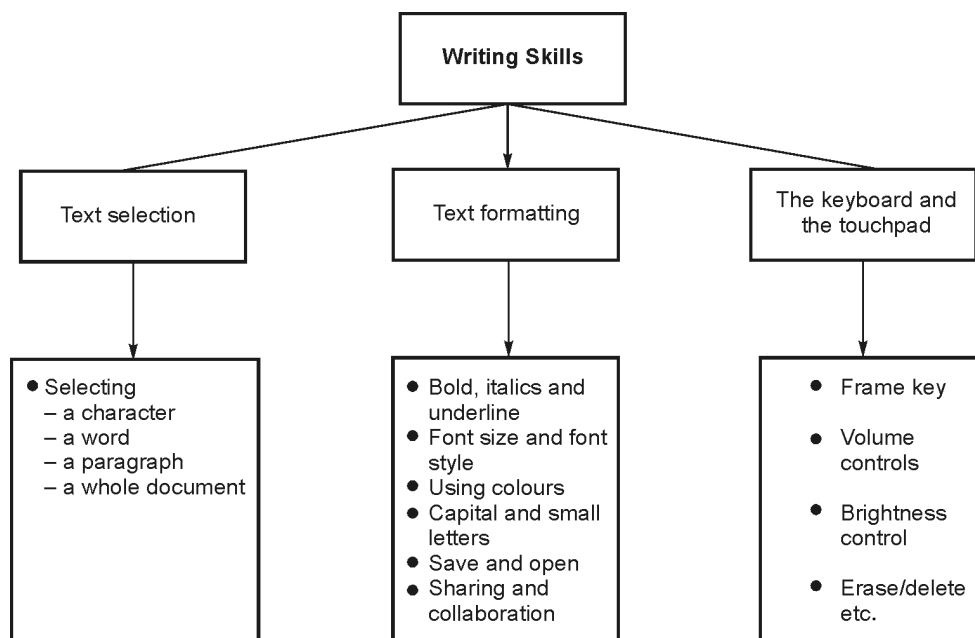 Writing Skills
Text selection
Text formatting
The keyboard and
the touchpad
● Selecting
– a character
– a word
– a paragraph
– a whole document
● Bold, italics and
underline
● Font size and font
style
● Using colours
● Capital and small
letters
● Save and open
● Sharing and
collaboration
● Frame key
● Volume
controls
● Brightness
control
● Erase/delete
etc.